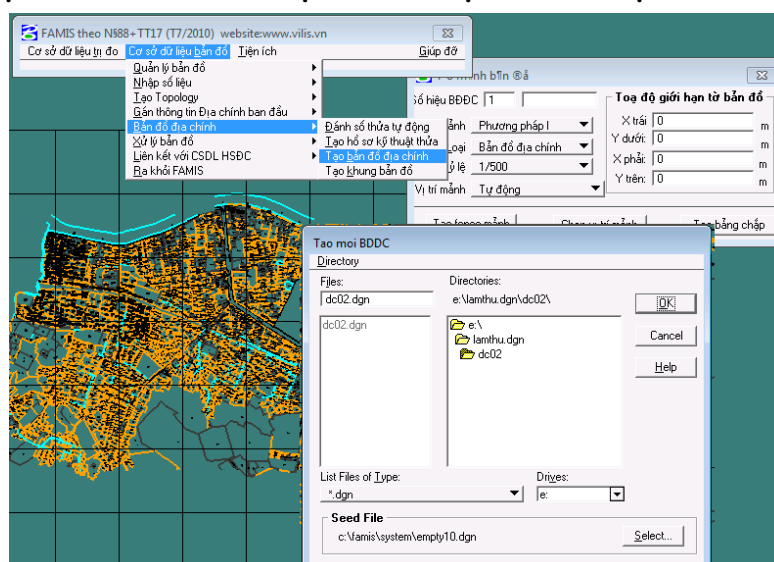 FAMIS theo N§88+TT17 (T7/2010) website:www.vilis.vn
Cơ sở dữ liệu trị đo Cơ sở dữ liệu bản đồ Tiện ích Giúp đỡ
Quản lý bản đồ
Nhập số liệu
Tạo Topology
Gán thông tin Địa chính ban đầu
Bản đồ địa chính
Xử lý bản đồ
Liên kết với CSDL HSĐC
Ra khỏi FAMIS
Đánh số thửa tự động
Tạo hồ sơ kỹ thuật thửa
Tạo bản đồ địa chính
Tạo khung bản đồ
Số hiệu BĐĐC 1
Phương pháp I
Loại Bản đồ địa chính
1/500
Vị trí mảnh Tự động
Toạ độ giới hạn tờ bản đồ
X trái 0 m
Y dưới: 0 m
X phải: 0 m
Y trên: 0 m
Tạo bảng chắp
Tao moi BDDC
Directory
Files:
dc02.dgn
dc02.dgn
Directories:
e:\lamthu.dgn\dc02\
e:\
lamthu.dgn
dc02
OK
Cancel
Help
List Files of Type:
*.dgn
Drives:
e:
Seed File
c:\famis\system\empty10.dgn
Select...